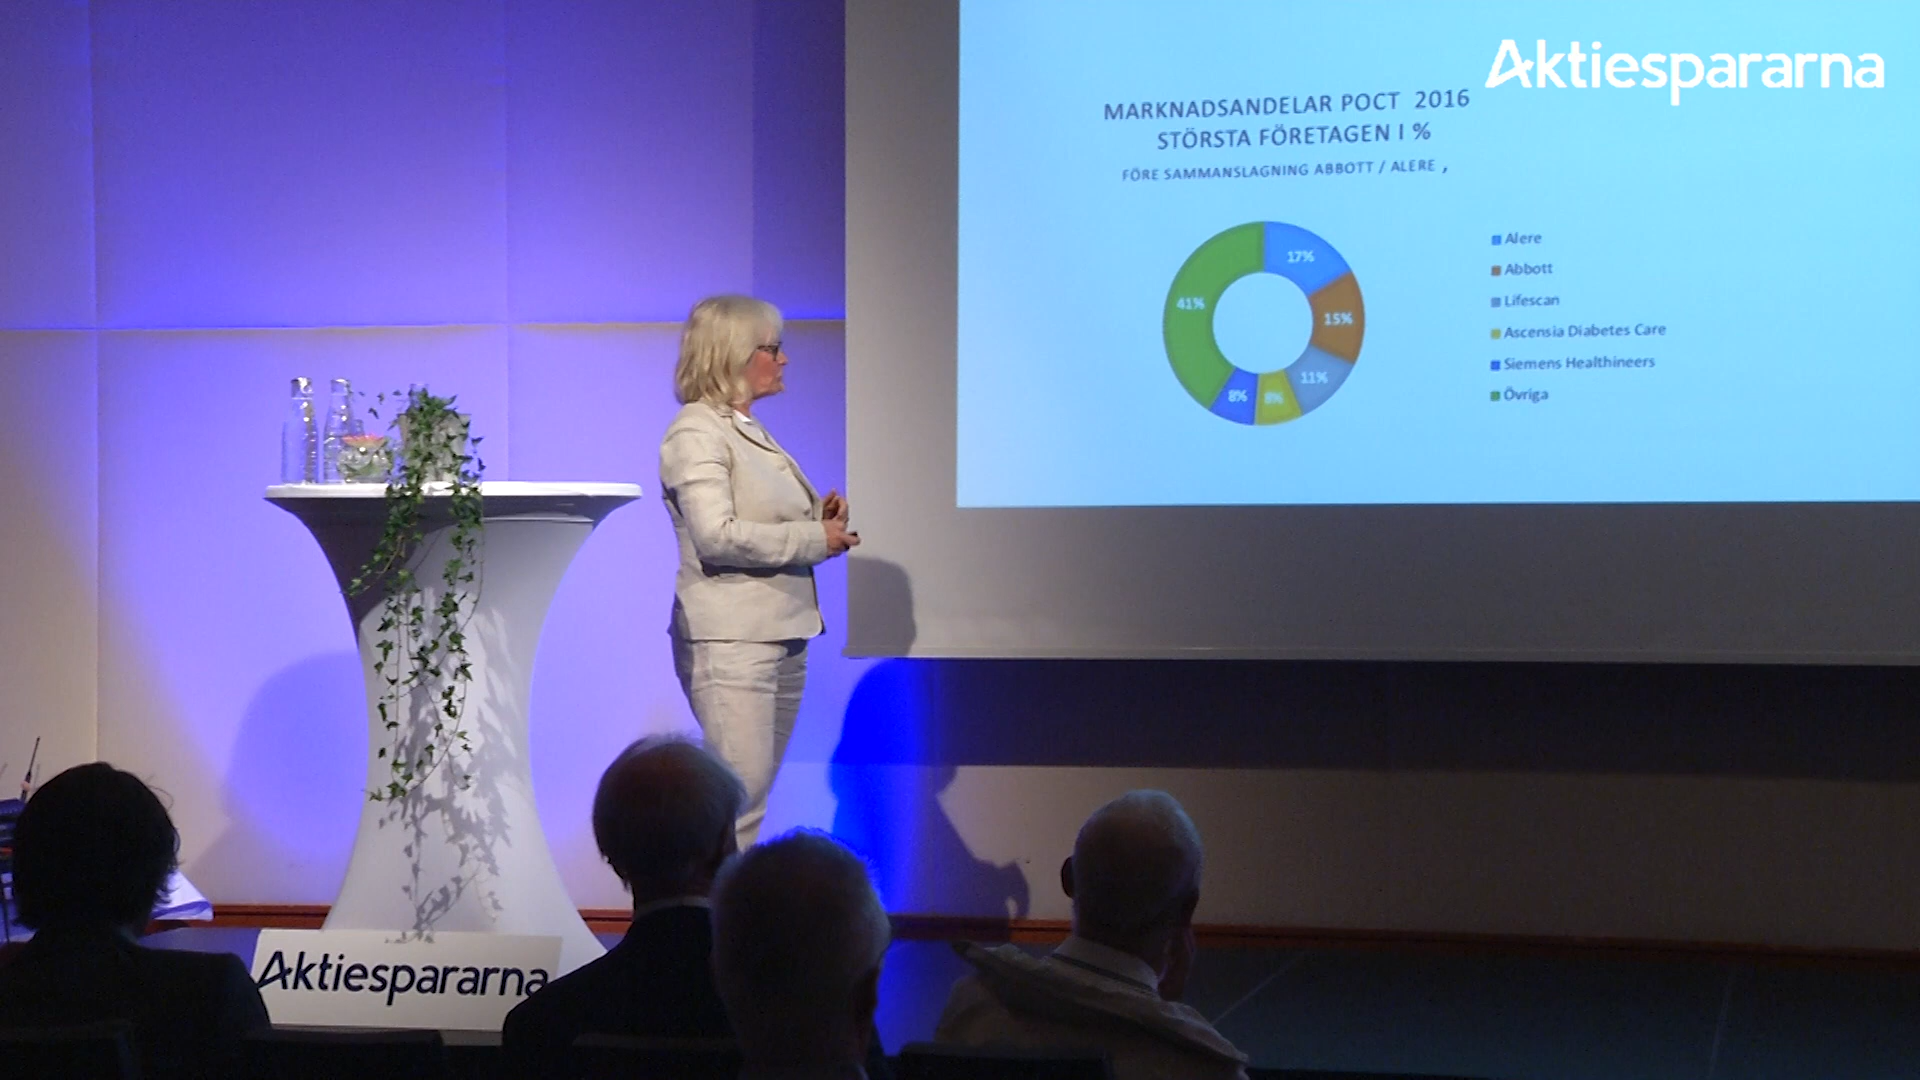 Aktiespararna
MARKNADSANDELAR POCT 2016
STÖRSTA FÖRETAGEN I %
FÖRE SAMMANSLAGNING ABBOTT / ALERE ,
17%
15%
11%
8%
8%
41%
Alere
Abbott
Lifescan
Ascensia Diabetes Care
Siemens Healthineers
Övriga
Aktiespararna